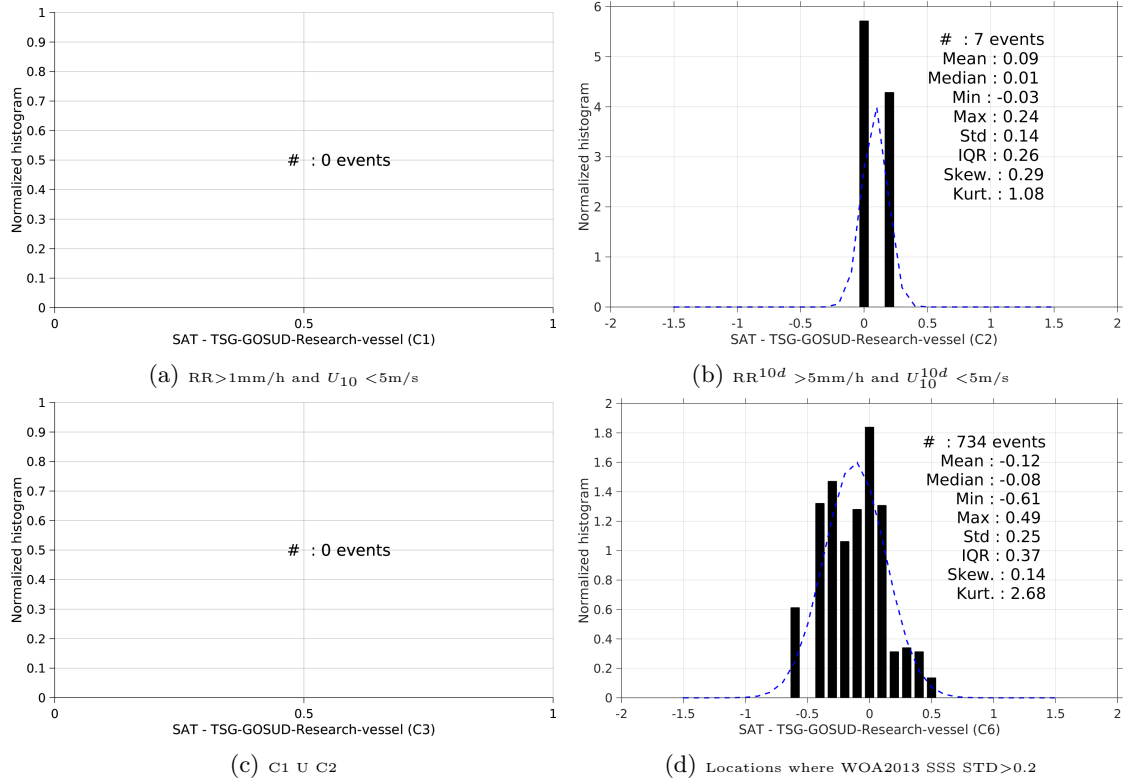 1
0.9
0.8
0.7
0.6
0.5
0.4
0.3
0.2
0.1
0
Normalized histogram
# : 0 events
0 0.5 1
SAT - TSG-GOSUD-Research-vessel (C1)
(a) RR>1mm/h and U10 <5m/s
6
5
4
3
2
1
0
Normalized histogram
# : 7 events
Mean : 0.09
Median : 0.01
Min : -0.03
Max : 0.24
Std : 0.14
IQR : 0.26
Skew. : 0.29
Kurt. : 1.08
-2 -1.5 -1 -0.5 0 0.5 1 1.5 2
SAT - TSG-GOSUD-Research-vessel (C2)
(b) RR^10d >5mm/h and U10^10d <5m/s
1
0.9
0.8
0.7
0.6
0.5
0.4
0.3
0.2
0.1
0
Normalized histogram
# : 0 events
0 0.5 1
SAT - TSG-GOSUD-Research-vessel (C3)
(c) C1 U C2
2
1.8
1.6
1.4
1.2
1
0.8
0.6
0.4
0.2
0
Normalized histogram
# : 734 events
Mean : -0.12
Median : -0.08
Min : -0.61
Max : 0.49
Std : 0.25
IQR : 0.37
Skew. : 0.14
Kurt. : 2.68
-2 -1.5 -1 -0.5 0 0.5 1 1.5 2
SAT - TSG-GOSUD-Research-vessel (C6)
(d) Locations where WOA2013 SSS STD>0.2